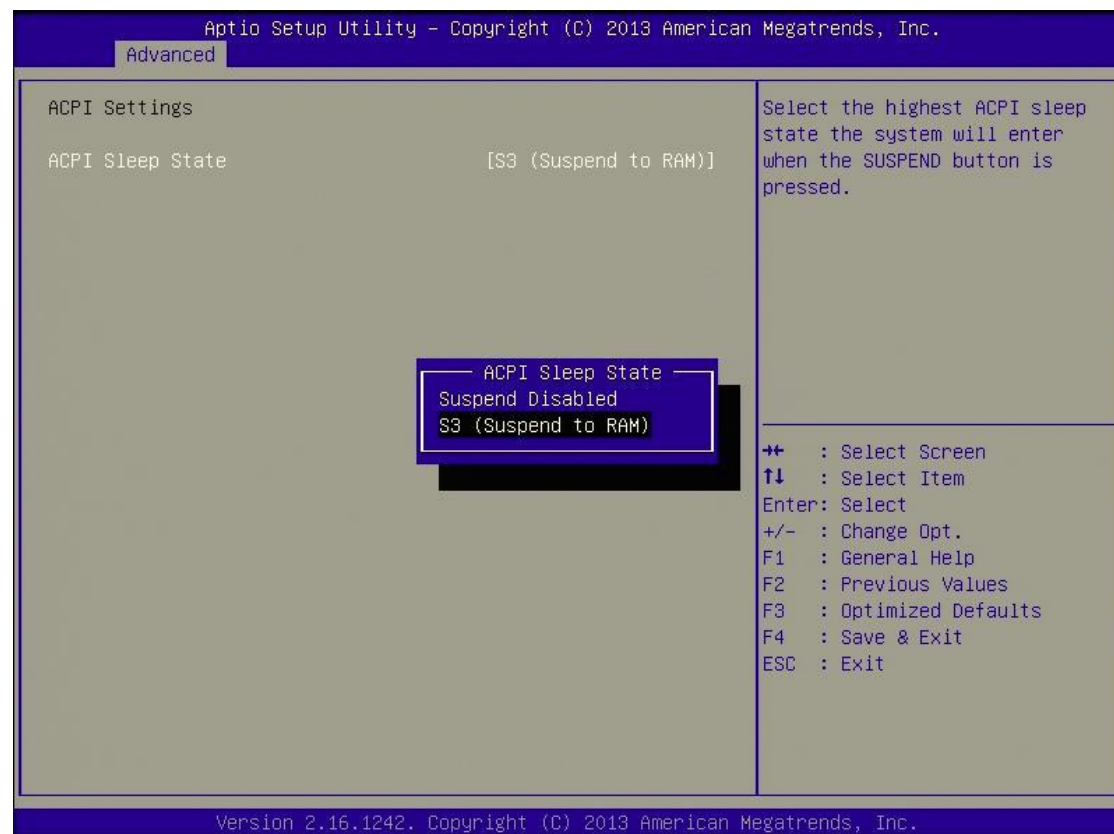 Aptio Setup Utility – Copyright (C) 2013 American Megatrends, Inc.
Advanced
ACPI Settings
ACPI Sleep State [S3 (Suspend to RAM)]
Select the highest ACPI sleep
state the system will enter
when the SUSPEND button is
pressed.
ACPI Sleep State
Suspend Disabled
S3 (Suspend to RAM)
→← : Select Screen
↑↓ : Select Item
Enter: Select
+/- : Change Opt.
F1 : General Help
F2 : Previous Values
F3 : Optimized Defaults
F4 : Save & Exit
ESC : Exit
Version 2.16.1242. Copyright (C) 2013 American Megatrends, Inc.